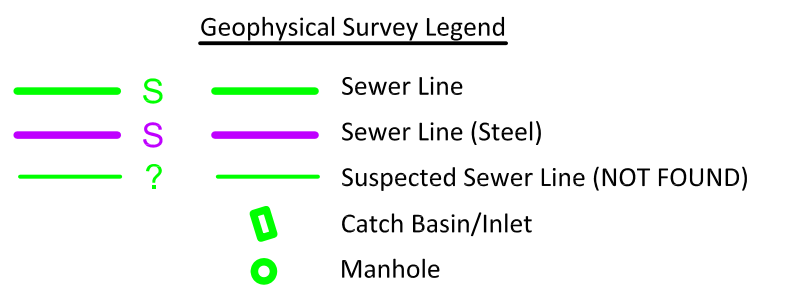 Geophysical Survey Legend
S Sewer Line
S Sewer Line (Steel)
? Suspected Sewer Line (NOT FOUND)
Catch Basin/Inlet
Manhole